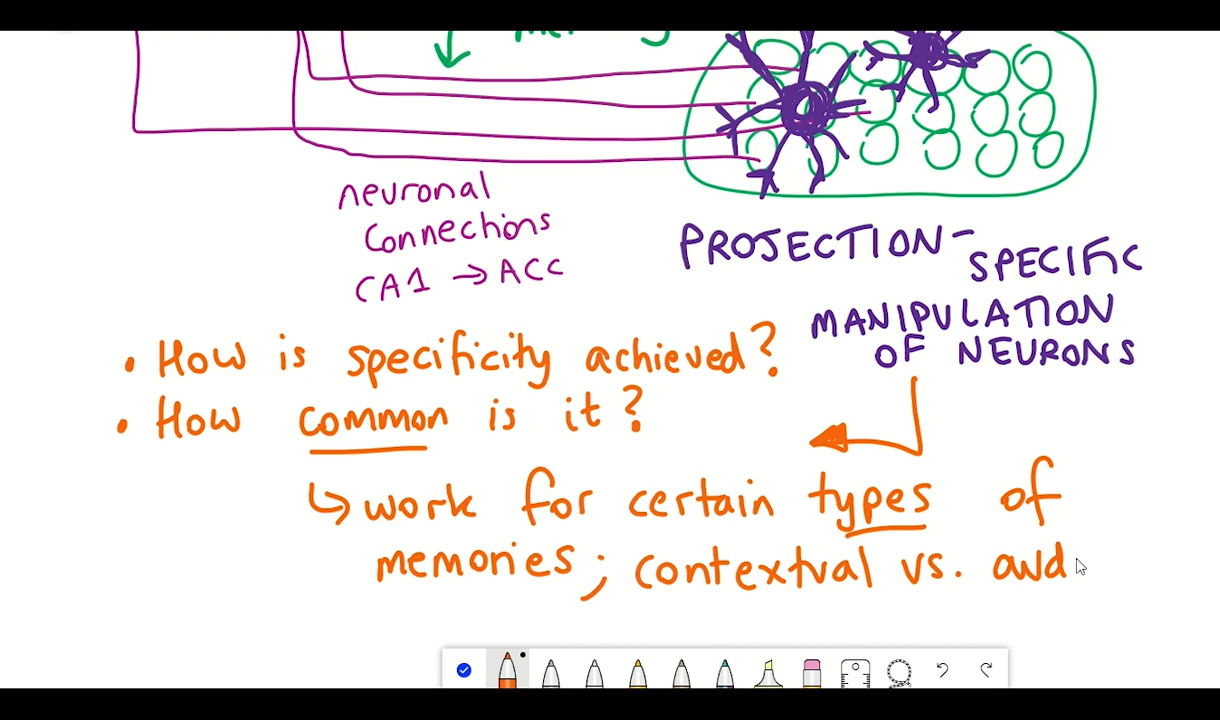 neuronal
connections
CA1 → ACC
PROJECTION-
SPECIFIC
MANIPULATION
OF NEURONS
• How is specificity achieved?
• How common is it?
↳ work for certain types of
memories; contextual vs. aud